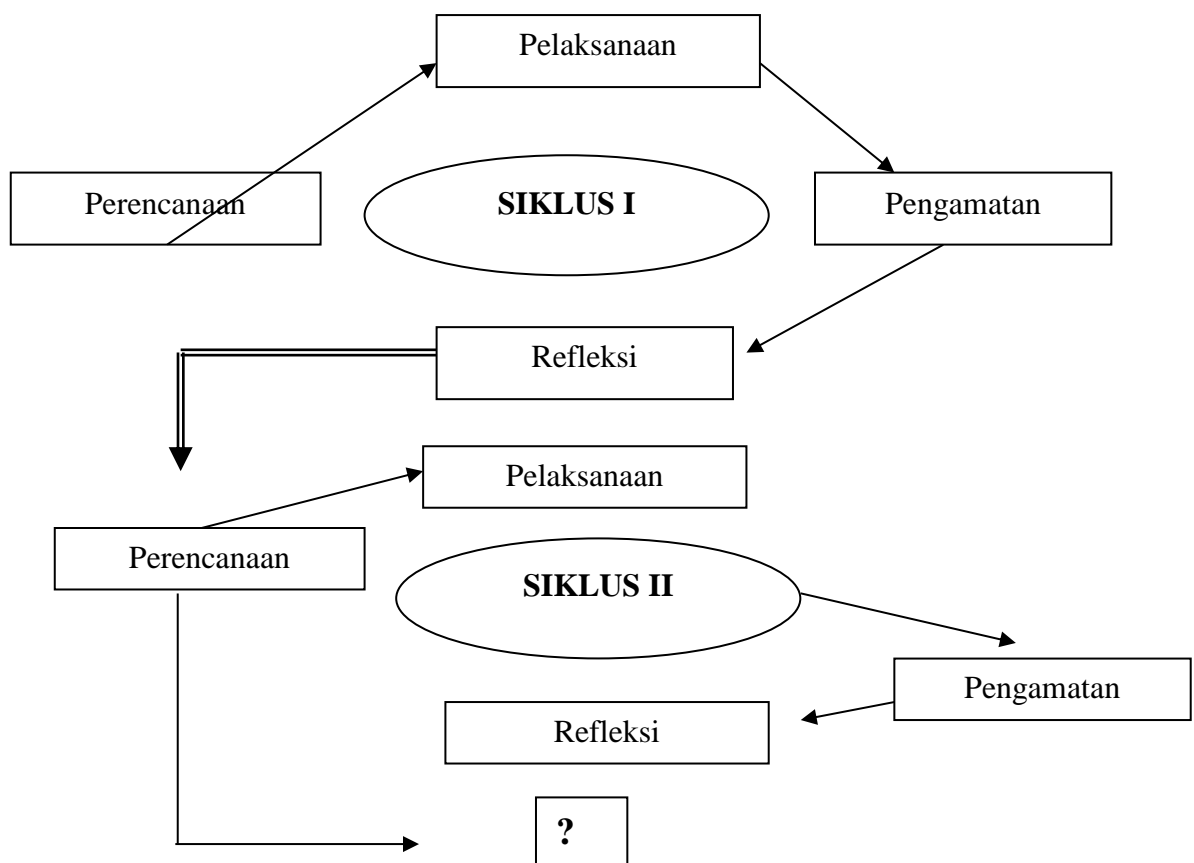 Pelaksanaan
Perencanaan
SIKLUS I
Pengamatan
Refleksi
Pelaksanaan
Perencanaan
SIKLUS II
Pengamatan
Refleksi
?